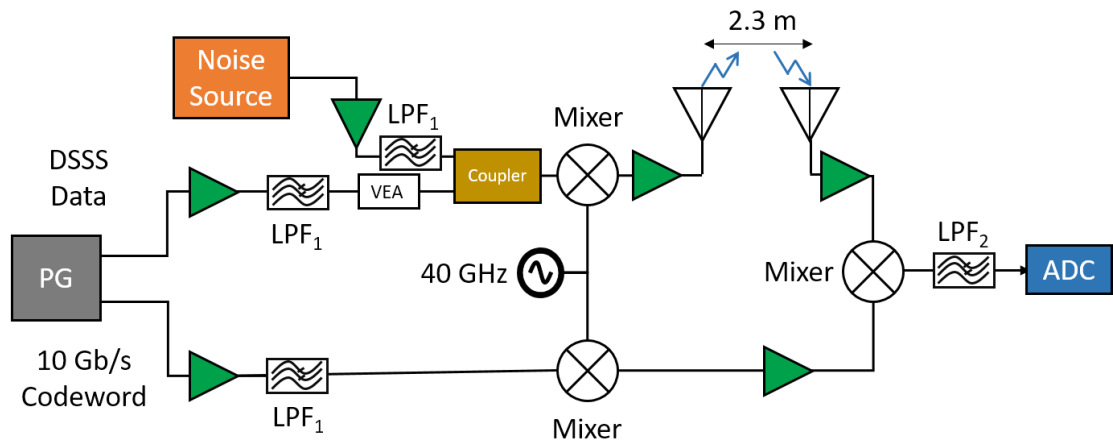 2.3 m
Noise
Source
LPF1
Mixer
DSSS
Data
Coupler
VEA
LPF1
PG
40 GHz
Mixer
LPF2
ADC
10 Gb/s
Codeword
LPF1
Mixer